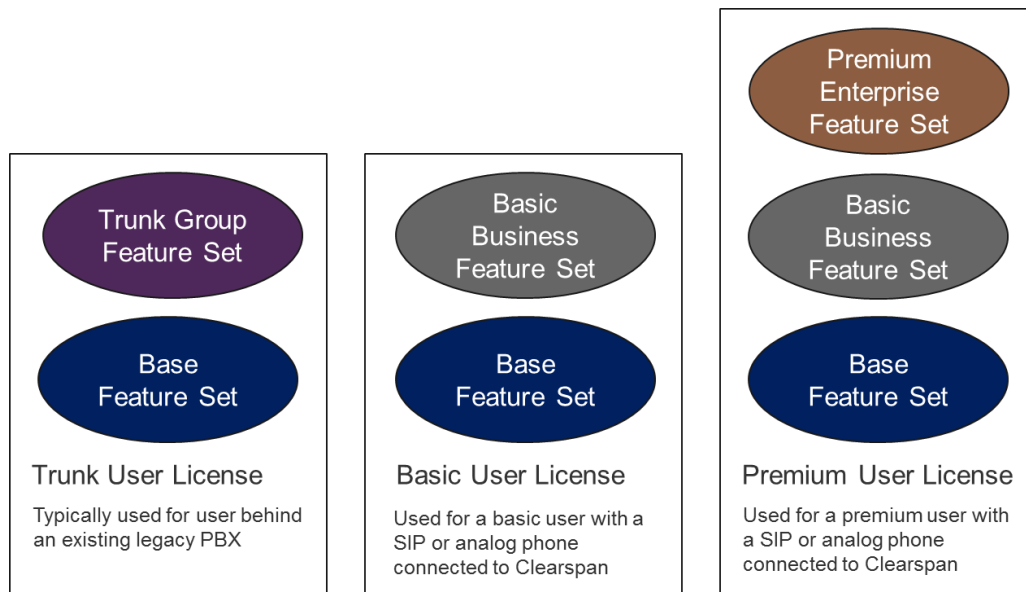 Trunk Group
Feature Set
Base
Feature Set
Trunk User License
Typically used for user behind
an existing legacy PBX
Basic
Business
Feature Set
Base
Feature Set
Basic User License
Used for a basic user with a
SIP or analog phone
connected to Clearspan
Premium
Enterprise
Feature Set
Basic
Business
Feature Set
Base
Feature Set
Premium User License
Used for a premium user with
a SIP or analog phone
connected to Clearspan